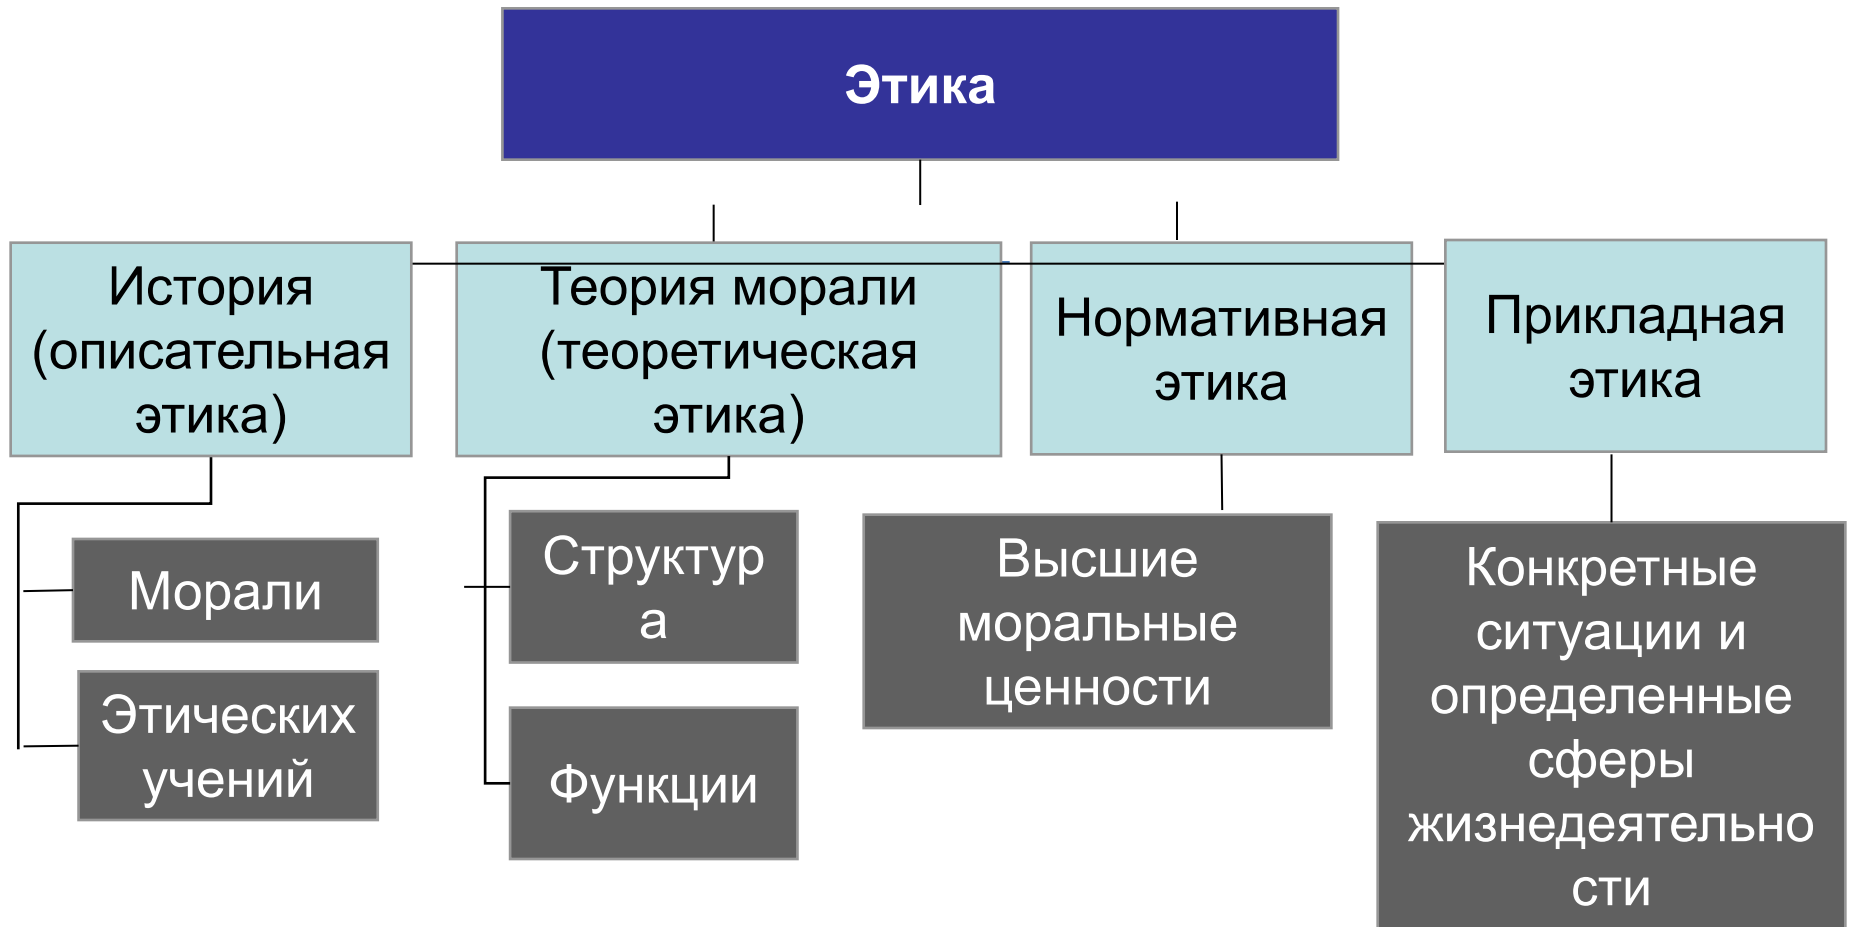 Этика
История
(описательная
этика)
Теория морали
(теоретическая
этика)
Нормативная
этика
Прикладная
этика
Морали
Этических
учений
Структур
а
Функции
Высшие
моральные
ценности
Конкретные
ситуации и
определенные
сферы
жизнедеятельно
сти